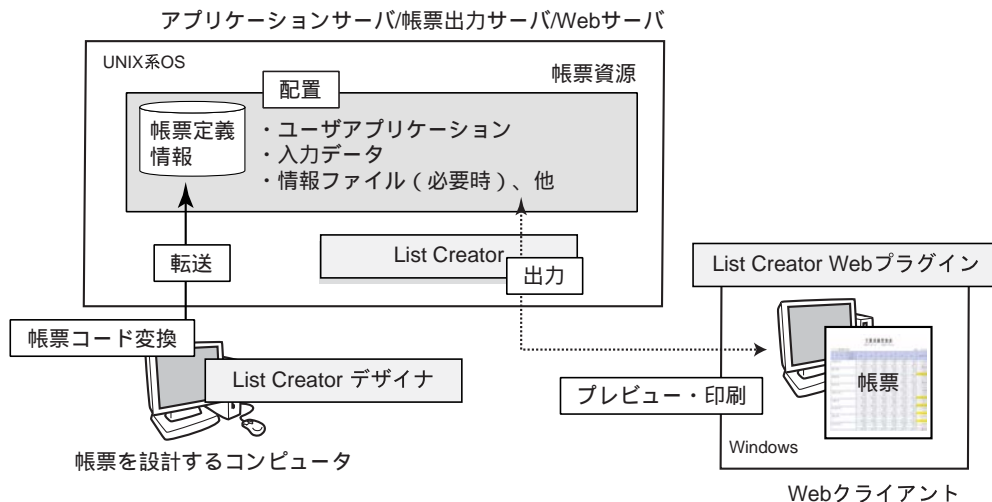 アプリケーションサーバ/帳票出力サーバ/Webサーバ
UNIX系OS
帳票資源
配置
帳票定義
情報
・ユーザアプリケーション
・入力データ
・情報ファイル(必要時)、他
転送
List Creator
出力
帳票コード変換
List Creator デザイナ
帳票を設計するコンピュータ
List Creator Webプラグイン
帳票
プレビュー・印刷
Windows
Webクライアント